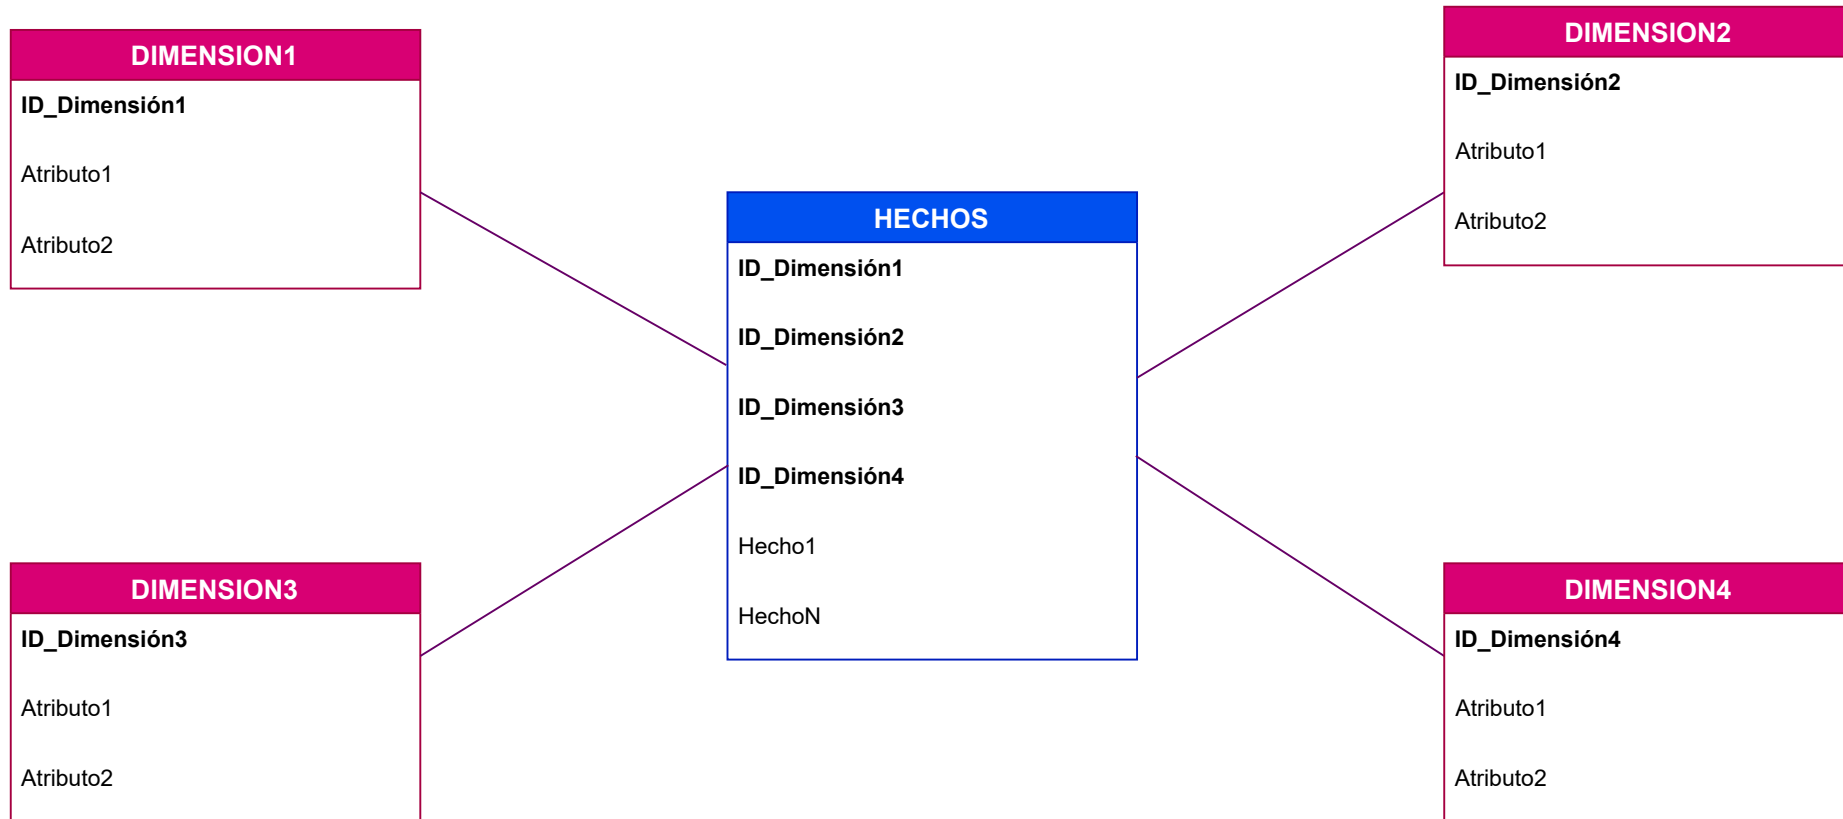 DIMENSION1
ID_Dimensión1
Atributo1
Atributo2
DIMENSION2
ID_Dimensión2
Atributo1
Atributo2
HECHOS
ID_Dimensión1
ID_Dimensión2
ID_Dimensión3
ID_Dimensión4
Hecho1
HechoN
DIMENSION3
ID_Dimensión3
Atributo1
Atributo2
DIMENSION4
ID_Dimensión4
Atributo1
Atributo2